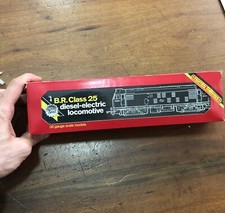 B.R. Class 25
diesel-electric
locomotive
00 gauge scale models